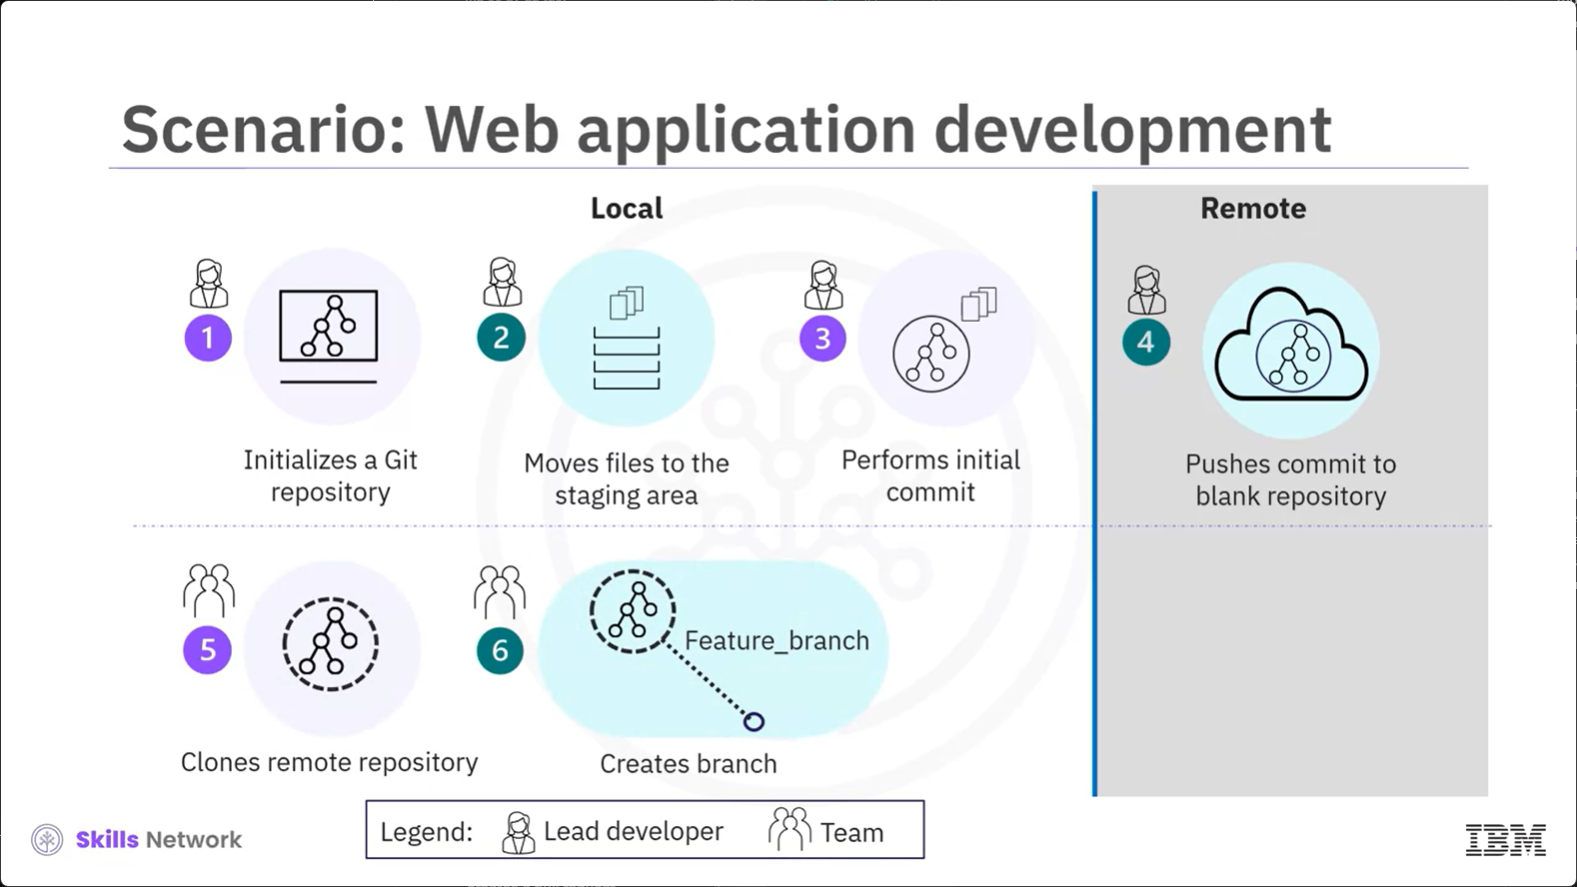 Scenario: Web application development
Local
Remote
1
2
3
4
Initializes a Git
repository
Moves files to the
staging area
Performs initial
commit
Pushes commit to
blank repository
5
6
Feature_branch
Clones remote repository
Creates branch
Legend: Lead developer Team
Skills Network
IBM